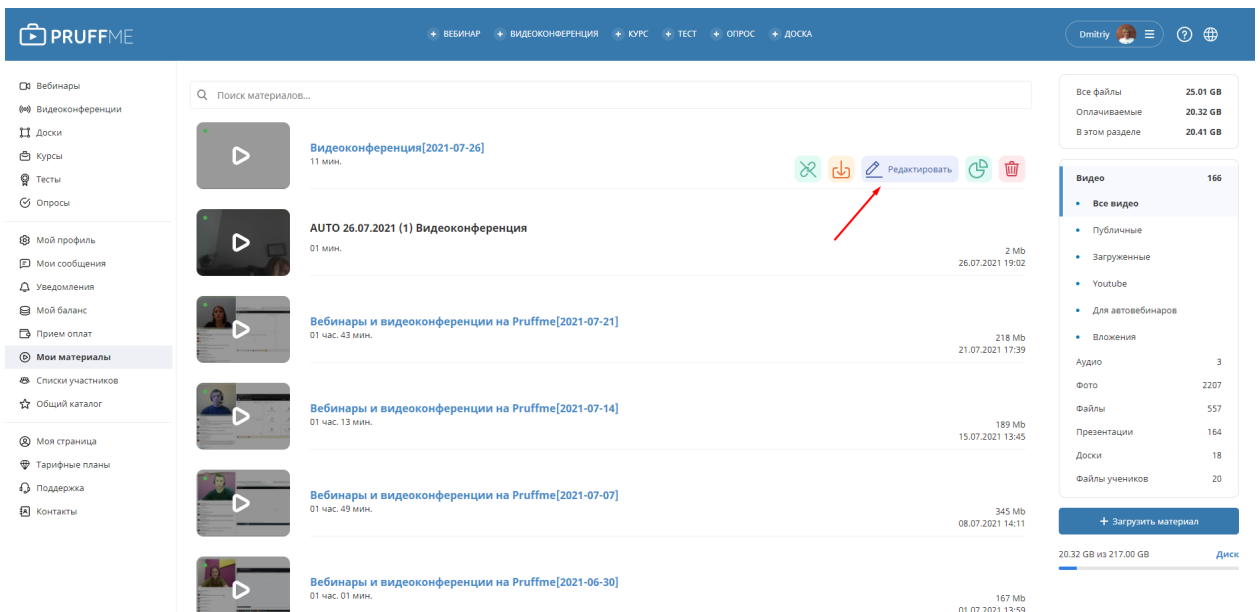 PRUFFME
+ ВЕБИНАР + ВИДЕОКОНФЕРЕНЦИЯ + КУРС + ТЕСТ + ОПРОС + ДОСКА
Dmitriy
Вебинары
Видеоконференции
Доски
Курсы
Тесты
Опросы
Мой профиль
Мои сообщения
Уведомления
Мой баланс
Прием оплат
Мои материалы
Списки участников
Общий каталог
Моя страница
Тарифные планы
Поддержка
Контакты
Поиск материалов...
Видеоконференция[2021-07-26]
11 мин.
Редактировать
AUTO 26.07.2021 (1) Видеоконференция
01 мин.
2 Mb
26.07.2021 19:02
Вебинары и видеоконференции на Pruffme[2021-07-21]
01 час. 43 мин.
218 Mb
21.07.2021 17:39
Вебинары и видеоконференции на Pruffme[2021-07-14]
01 час. 13 мин.
189 Mb
15.07.2021 13:45
Вебинары и видеоконференции на Pruffme[2021-07-07]
01 час. 49 мин.
345 Mb
08.07.2021 14:11
Вебинары и видеоконференции на Pruffme[2021-06-30]
01 час. 01 мин.
167 Mb
01.07.2021 13:59
Все файлы 25.01 GB
Оплачиваемые 20.32 GB
В этом разделе 20.41 GB
Видео 166
Все видео
Публичные
Загруженные
Youtube
Для автовебинаров
Вложения
Аудио 3
Фото 2207
Файлы 557
Презентации 164
Доски 18
Файлы учеников 20
+ Загрузить материал
20.32 GB из 217.00 GB Диск